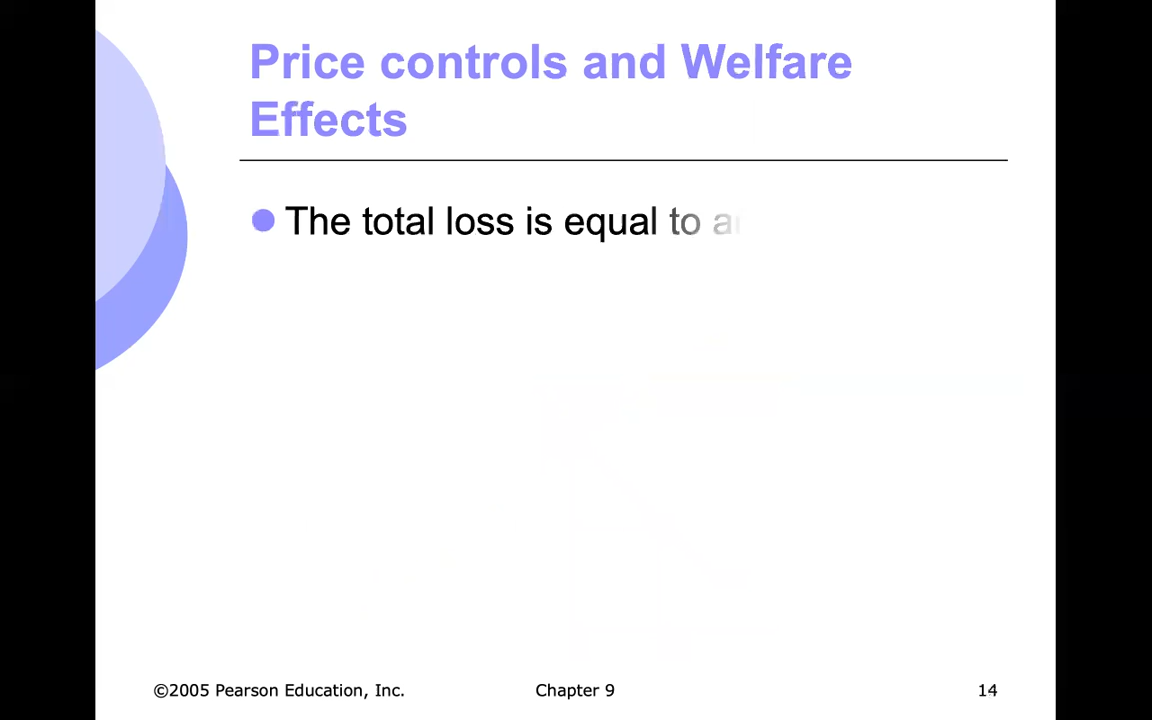 Price controls and Welfare
Effects
The total loss is equal to
©2005 Pearson Education, Inc.
Chapter 9
14